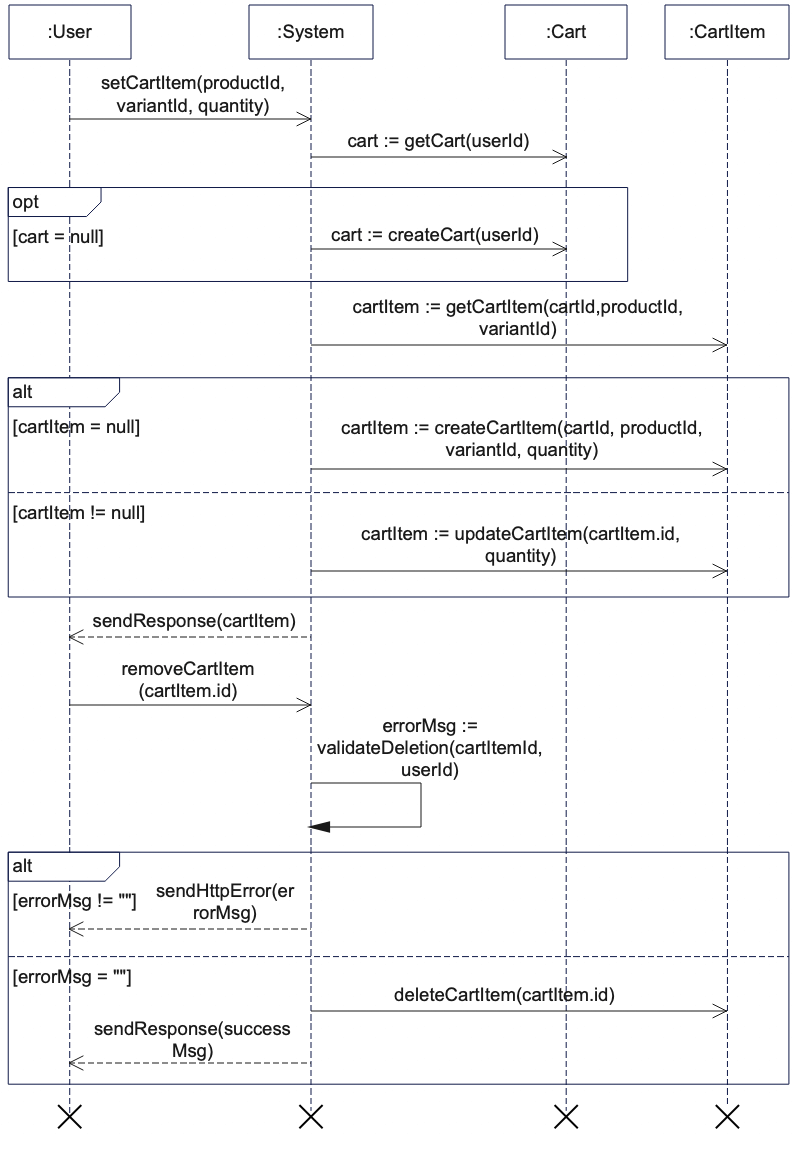 :User
:System
:Cart
:CartItem
setCartItem(productId,
variantId, quantity)
cart := getCart(userId)
opt
[cart = null]
cart := createCart(userId)
cartItem := getCartItem(cartId,productId,
variantId)
alt
[cartItem = null]
cartItem := createCartItem(cartId, productId,
variantId, quantity)
[cartItem != null]
cartItem := updateCartItem(cartItem.id,
quantity)
sendResponse(cartItem)
removeCartItem
(cartItem.id)
errorMsg :=
validateDeletion(cartItemId,
userId)
alt
[errorMsg != ""]
sendHttpError(er
rorMsg)
[errorMsg = ""]
deleteCartItem(cartItem.id)
sendResponse(success
Msg)